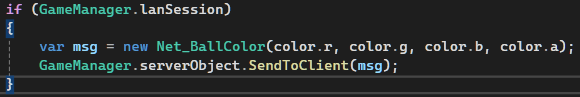 if (GameManager.lanSession)
{
var msg = new Net_BallColor(color.r, color.g, color.b, color.a);
GameManager.serverObject.SendToClient(msg);
}